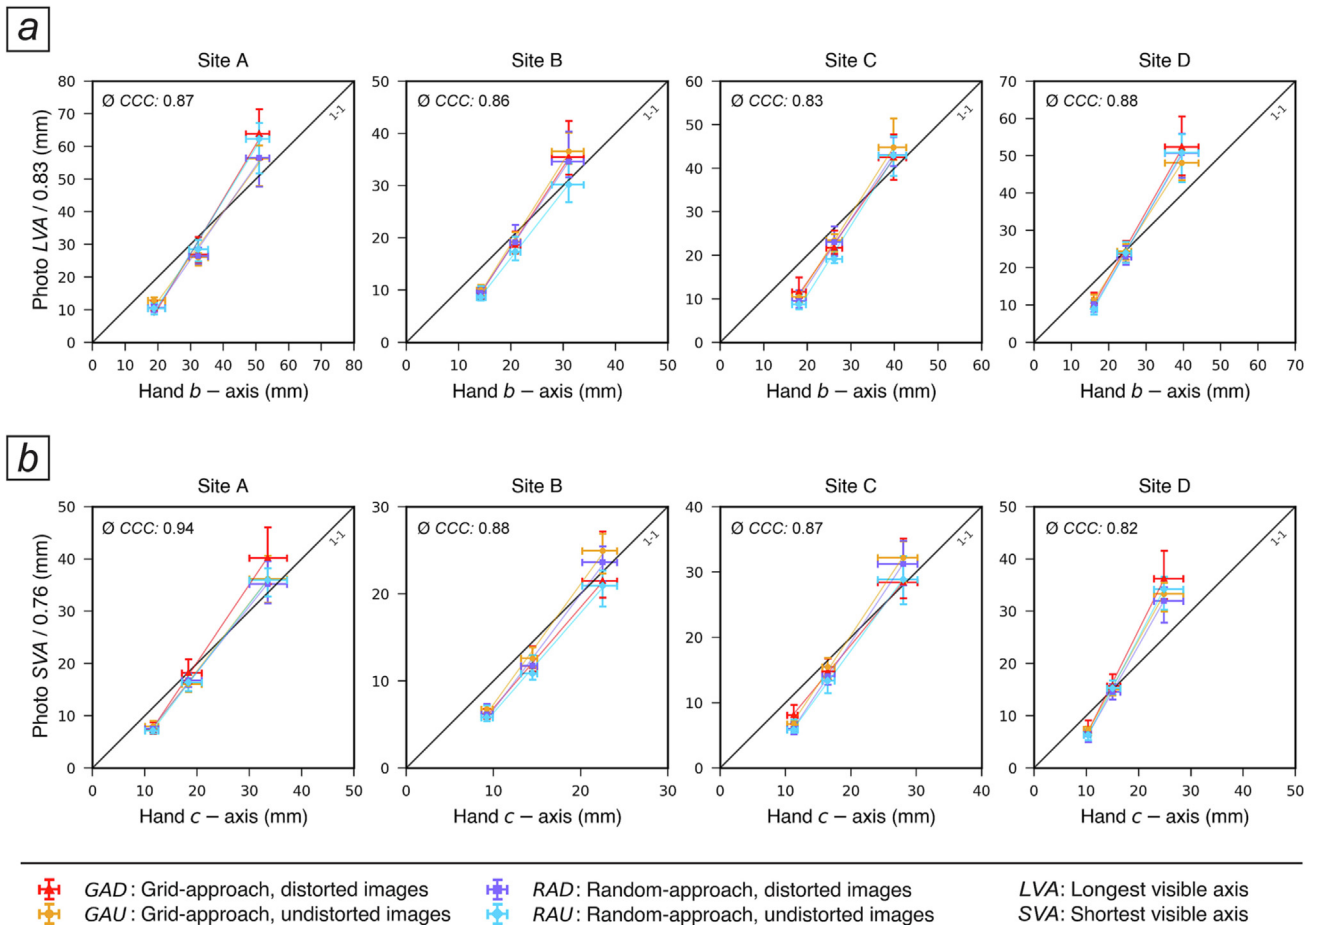 a
Site A
Site B
Site C
Site D
Photo LVA / 0.83 (mm)
80
70
60
50
40
30
20
10
0
Ø CCC: 0.87
1-1
0 10 20 30 40 50 60 70 80
Hand b – axis (mm)
50
40
30
20
10
0
Ø CCC: 0.86
1-1
0 10 20 30 40 50
Hand b – axis (mm)
60
50
40
30
20
10
0
Ø CCC: 0.83
1-1
0 10 20 30 40 50 60
Hand b – axis (mm)
70
60
50
40
30
20
10
0
Ø CCC: 0.88
1-1
0 10 20 30 40 50 60 70
Hand b – axis (mm)
b
Site A
Site B
Site C
Site D
Photo SVA / 0.76 (mm)
50
40
30
20
10
0
Ø CCC: 0.94
1-1
0 10 20 30 40 50
Hand c – axis (mm)
30
20
10
0
Ø CCC: 0.88
1-1
0 10 20 30
Hand c – axis (mm)
40
30
20
10
0
Ø CCC: 0.87
1-1
0 10 20 30 40
Hand c – axis (mm)
50
40
30
20
10
0
Ø CCC: 0.82
1-1
0 10 20 30 40 50
Hand c – axis (mm)
GAD: Grid-approach, distorted images
RAD: Random-approach, distorted images
LVA: Longest visible axis
GAU: Grid-approach, undistorted images
RAU: Random-approach, undistorted images
SVA: Shortest visible axis